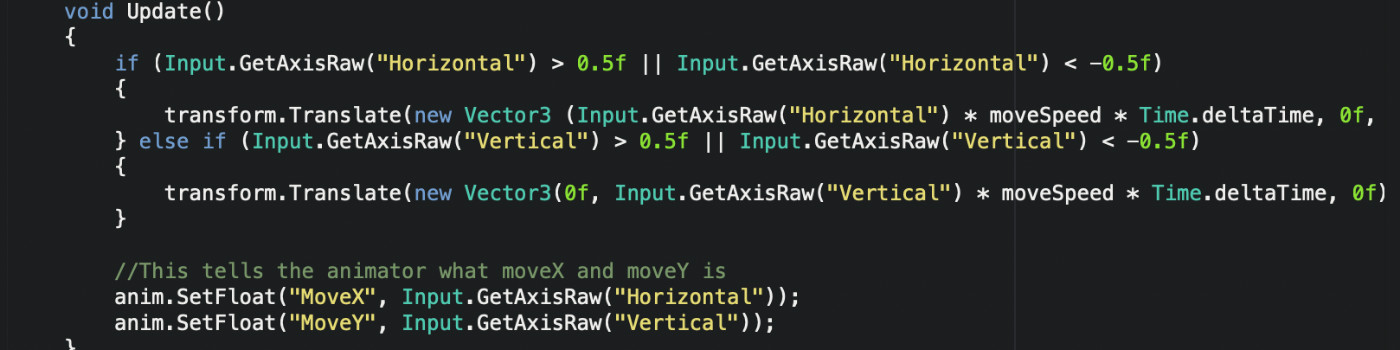 void Update()
{
if (Input.GetAxisRaw("Horizontal") > 0.5f || Input.GetAxisRaw("Horizontal") < -0.5f)
{
transform.Translate(new Vector3 (Input.GetAxisRaw("Horizontal") * moveSpeed * Time.deltaTime, 0f,
} else if (Input.GetAxisRaw("Vertical") > 0.5f || Input.GetAxisRaw("Vertical") < -0.5f)
{
transform.Translate(new Vector3(0f, Input.GetAxisRaw("Vertical") * moveSpeed * Time.deltaTime, 0f)
}
//This tells the animator what moveX and moveY is
anim.SetFloat("MoveX", Input.GetAxisRaw("Horizontal"));
anim.SetFloat("MoveY", Input.GetAxisRaw("Vertical"));
}